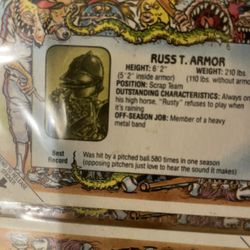 RUSS T. ARMOR
HEIGHT: 6' 2" WEIGHT: 210 lbs.
(5' 2" inside armor) (110 lbs. without armor)
POSITION: Scrap Team
OUTSTANDING CHARACTERISTICS: Always on
his high horse, "Rusty" refuses to play when
it's raining
OFF-SEASON JOB: Member of a heavy
metal band
Best
Record
Was hit by a pitched ball 580 times in one season
(opposing pitchers just love to hear the sound it makes)